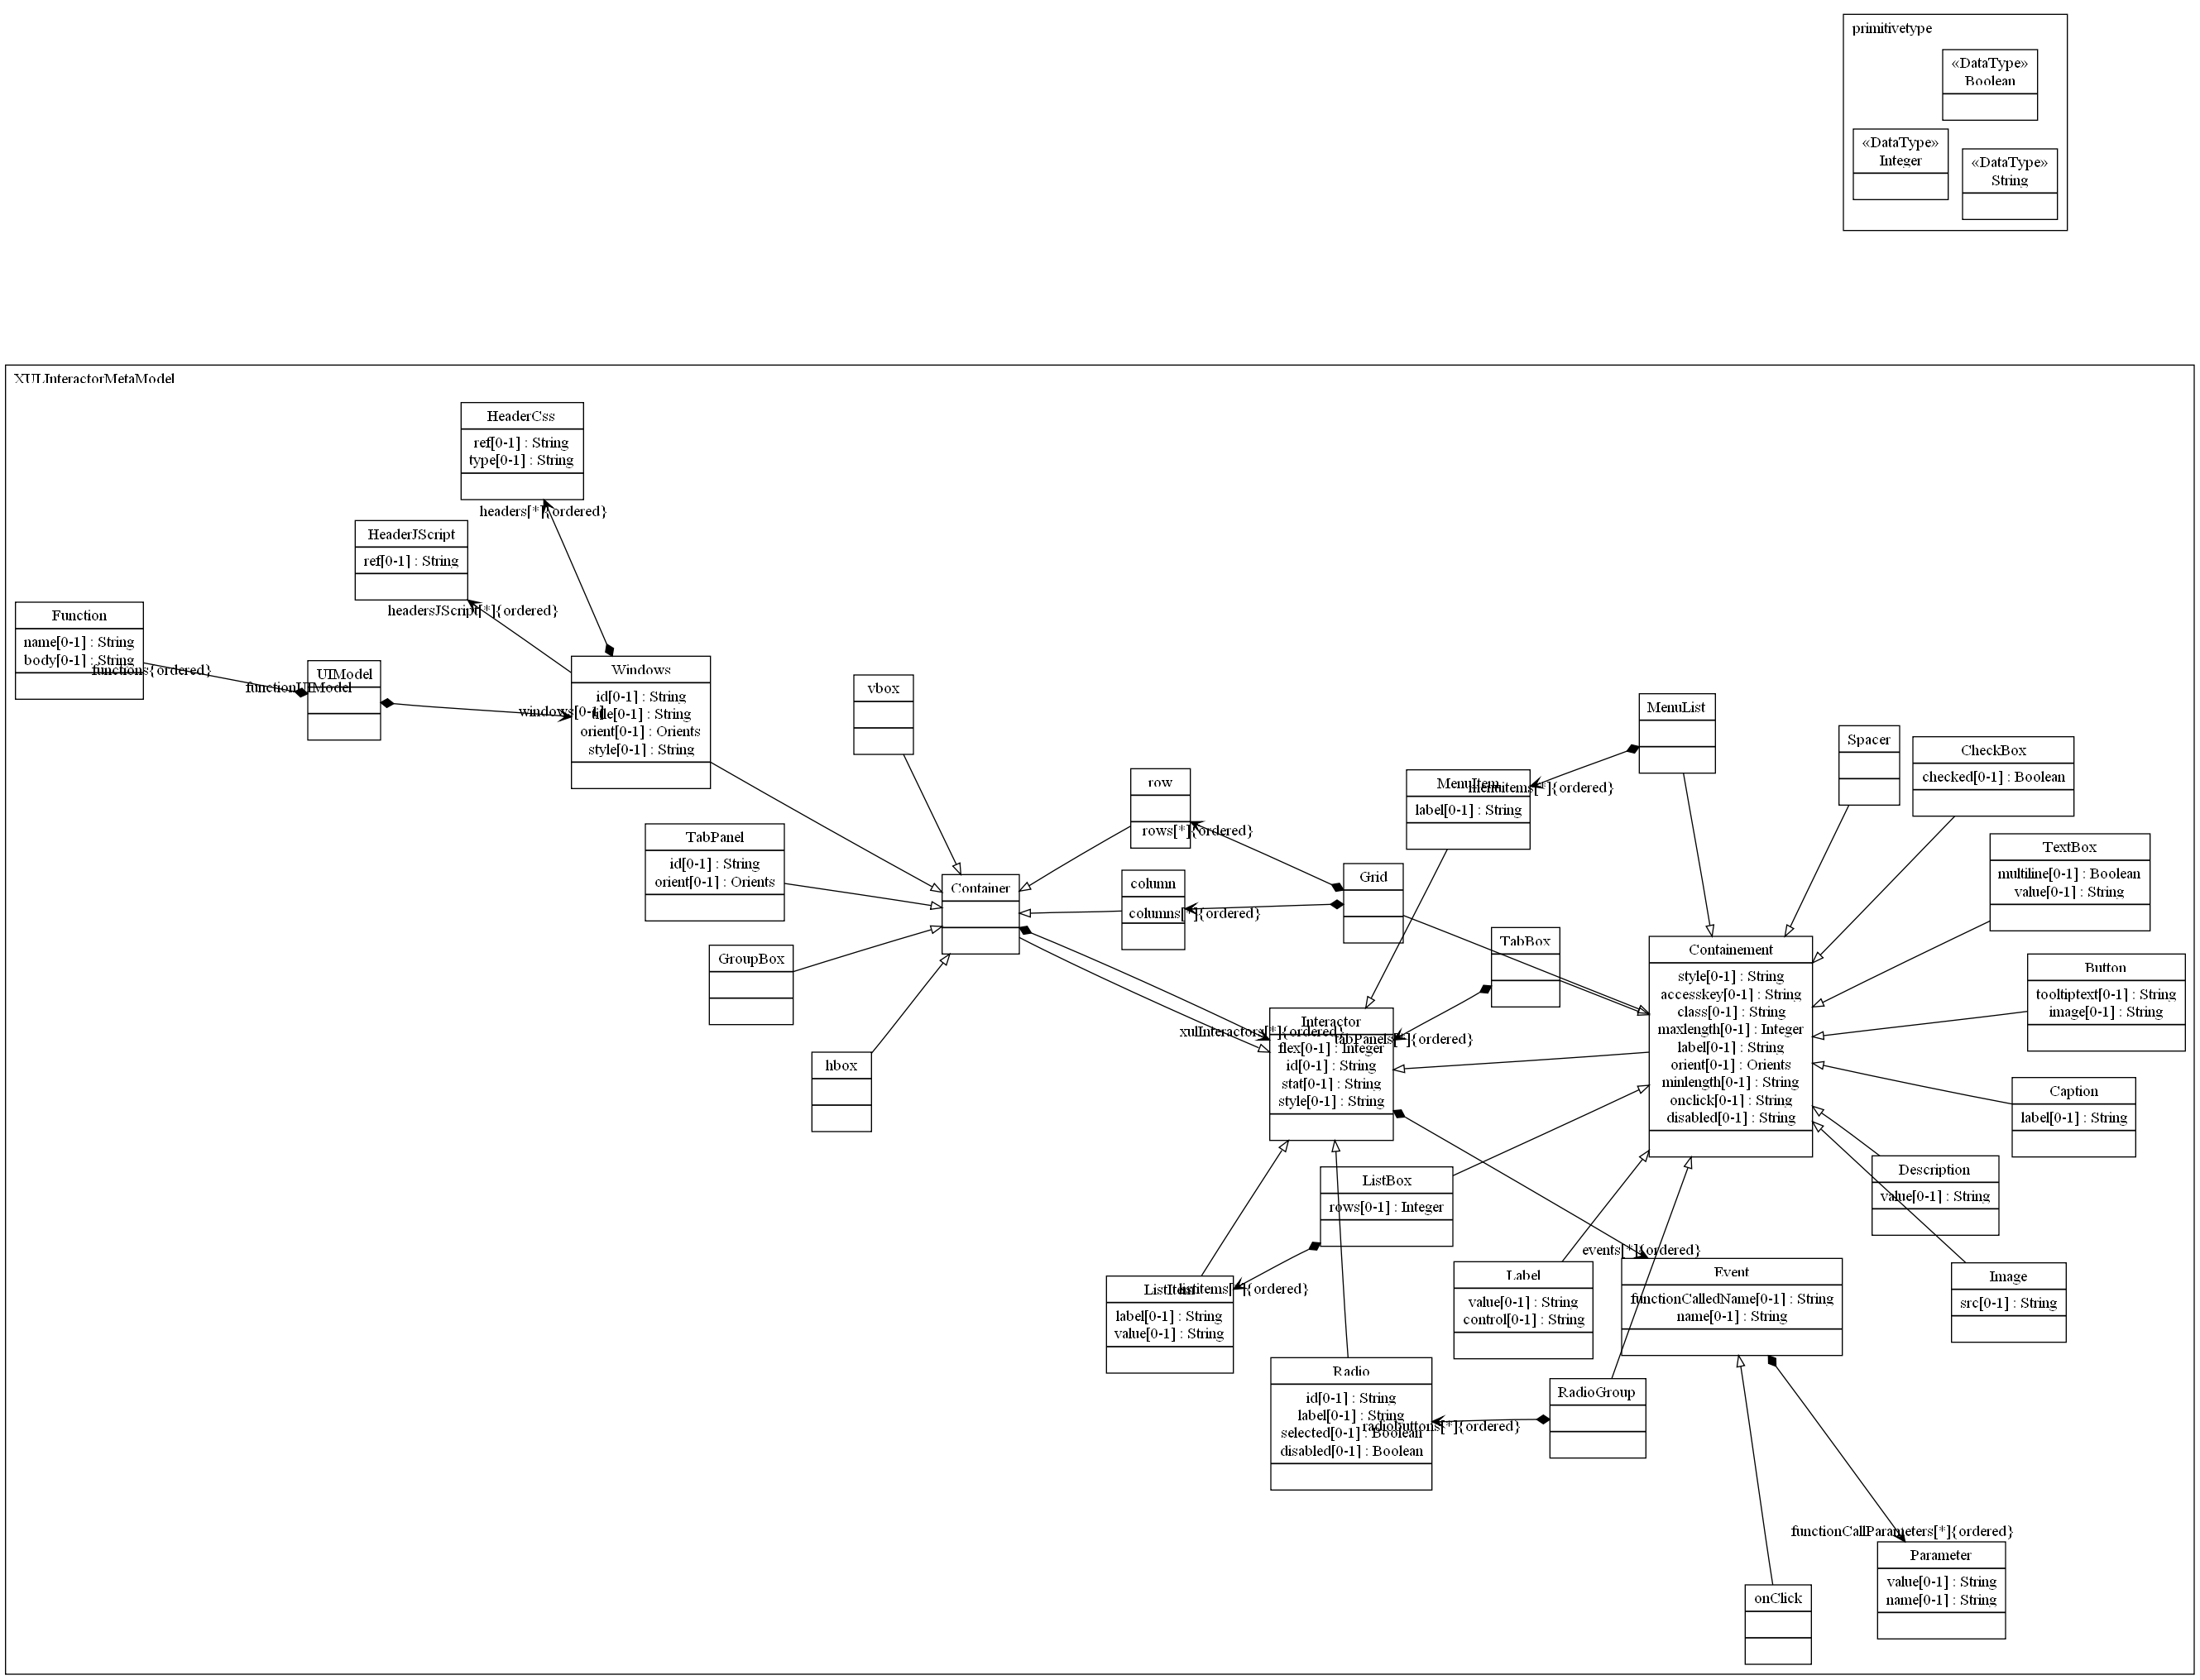 primitivetype
«DataType»
Boolean
«DataType»
Integer
«DataType»
String
XULInteractorMetaModel
HeaderCss
ref[0-1] : String
type[0-1] : String
headers[*]{ordered}
HeaderJScript
ref[0-1] : String
headersJScript[*]{ordered}
Function
name[0-1] : String
body[0-1] : String
functions{ordered}
UIModel
functionUIModel
Windows
id[0-1] : String
title[0-1] : String
orient[0-1] : Orients
style[0-1] : String
windows[0-1]
vbox
TabPanel
id[0-1] : String
orient[0-1] : Orients
GroupBox
hbox
Container
row
rows[*]{ordered}
column
columns[*]{ordered}
Grid
MenuItem
label[0-1] : String
menuitems[*]{ordered}
MenuList
TabBox
tabPanels[*]{ordered}
Interactor
flex[0-1] : Integer
id[0-1] : String
stat[0-1] : String
style[0-1] : String
xulInteractors[*]{ordered}
Spacer
CheckBox
checked[0-1] : Boolean
TextBox
multiline[0-1] : Boolean
value[0-1] : String
Containement
style[0-1] : String
accesskey[0-1] : String
class[0-1] : String
maxlength[0-1] : Integer
label[0-1] : String
orient[0-1] : Orients
minlength[0-1] : String
onclick[0-1] : String
disabled[0-1] : String
Button
tooltiptext[0-1] : String
image[0-1] : String
Caption
label[0-1] : String
Description
value[0-1] : String
Image
src[0-1] : String
ListBox
rows[0-1] : Integer
ListItem
label[0-1] : String
value[0-1] : String
listitems[*]{ordered}
Label
value[0-1] : String
control[0-1] : String
events[*]{ordered}
Event
functionCalledName[0-1] : String
name[0-1] : String
Radio
id[0-1] : String
label[0-1] : String
selected[0-1] : Boolean
disabled[0-1] : Boolean
radiobuttons[*]{ordered}
RadioGroup
functionCallParameters[*]{ordered}
Parameter
value[0-1] : String
name[0-1] : String
onClick